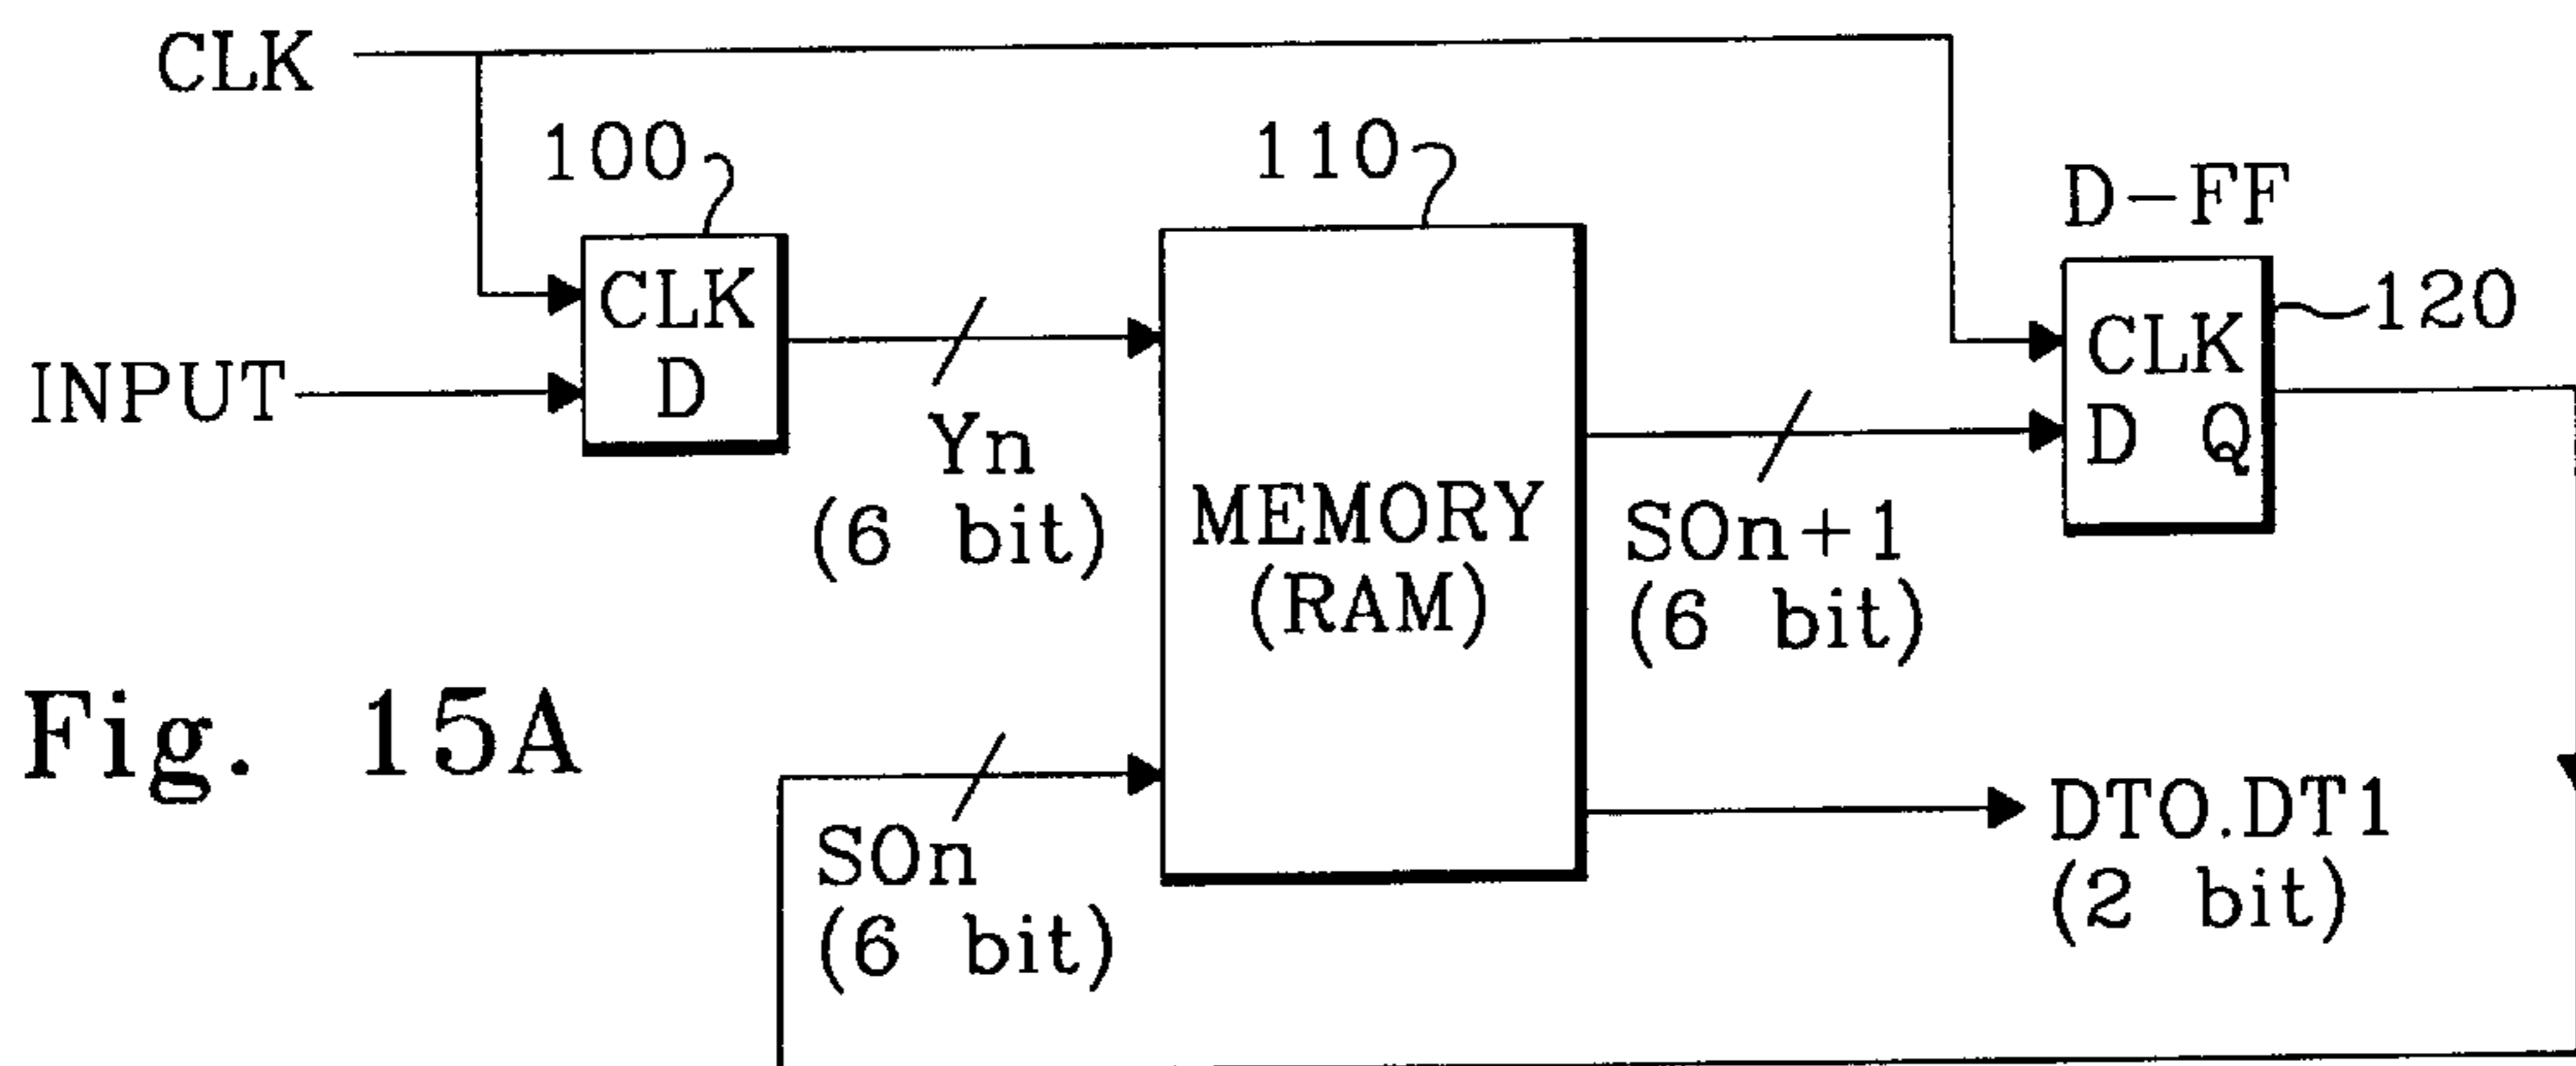 CLK
100
110
D-FF
CLK
D
120
CLK
D Q
INPUT
Yn
(6 bit)
MEMORY
(RAM)
SOn+1
(6 bit)
Fig. 15A
SOn
(6 bit)
DTO.DT1
(2 bit)